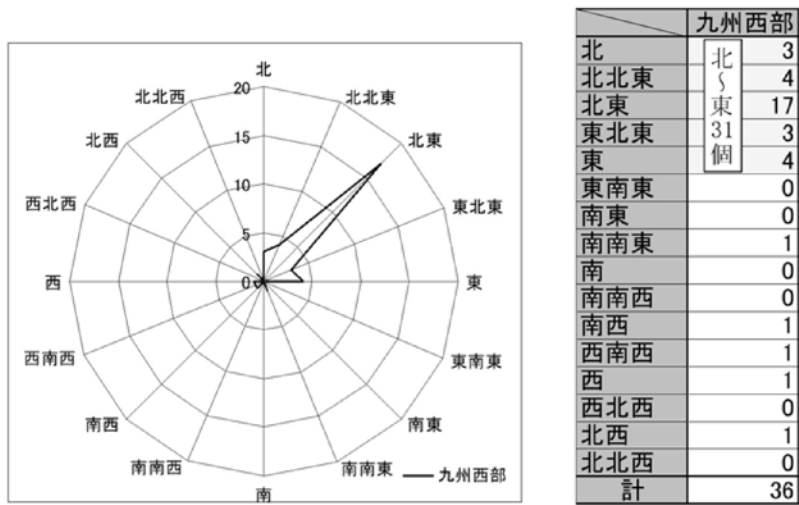 北
北北東
北東
東北東
東
東南東
南東
南南東
南
南南西
南西
西南西
西
西北西
北西
北北西
20
15
10
5
0
九州西部
九州西部
北 3
北北東 4
北東 17
東北東 3
東 4
東南東 0
南東 0
南南東 1
南 0
南南西 0
南西 1
西南西 1
西 1
西北西 0
北西 1
北北西 0
計 36
北～東31個